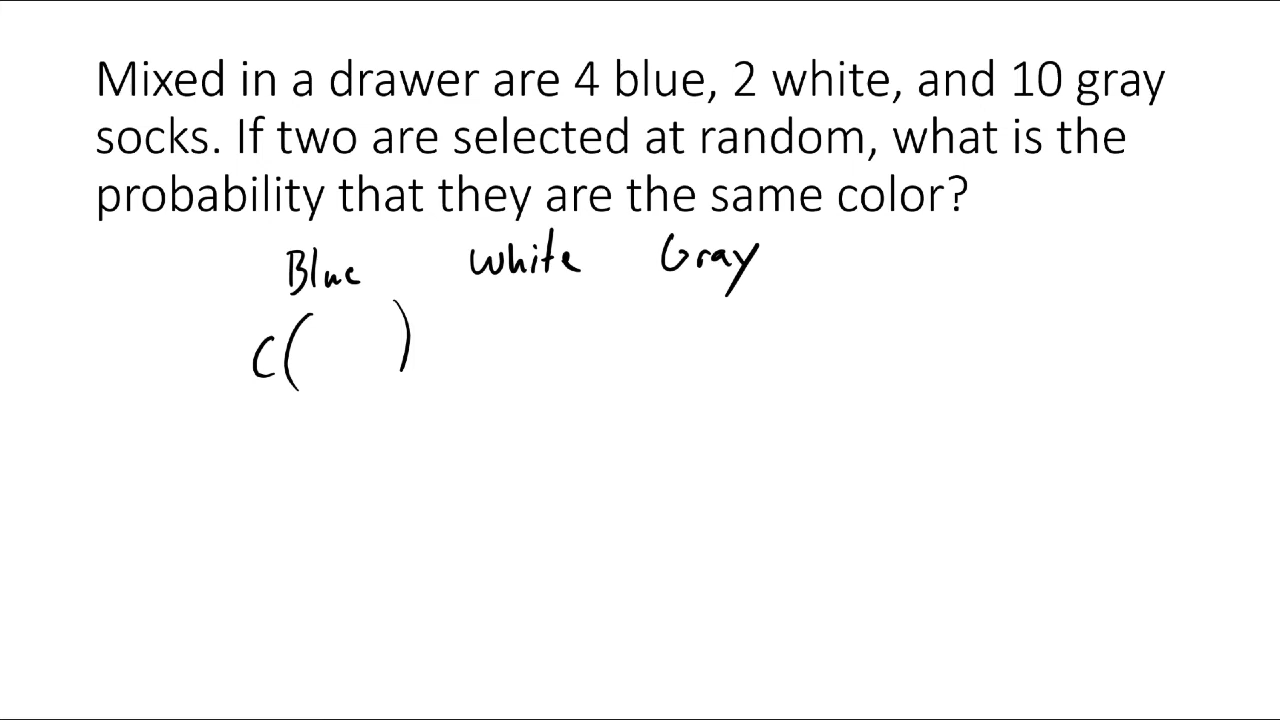 Mixed in a drawer are 4 blue, 2 white, and 10 gray
socks. If two are selected at random, what is the
probability that they are the same color?
Blue white Gray
C( )